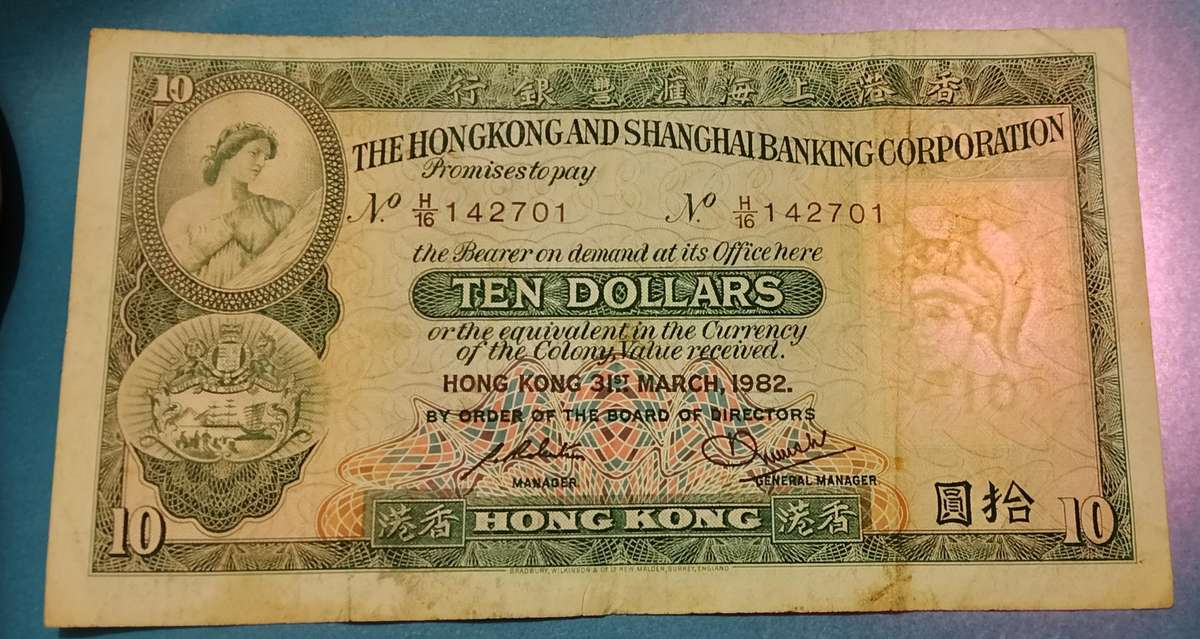 10
行銀豐滙海上港香
THE HONGKONG AND SHANGHAI BANKING CORPORATION
Promises to pay
No. H/16 142701 No. H/16 142701
the Bearer on demand at its Office here
TEN DOLLARS
or the equivalent in the Currency
of the Colony, Value received.
HONG KONG 31ST MARCH, 1982.
BY ORDER OF THE BOARD OF DIRECTORS
MANAGER GENERAL MANAGER
圓拾
10 港香 HONG KONG 港香 10
BRADBURY, WILKINSON & Co. Ld. NEW MALDEN, SURREY, ENGLAND